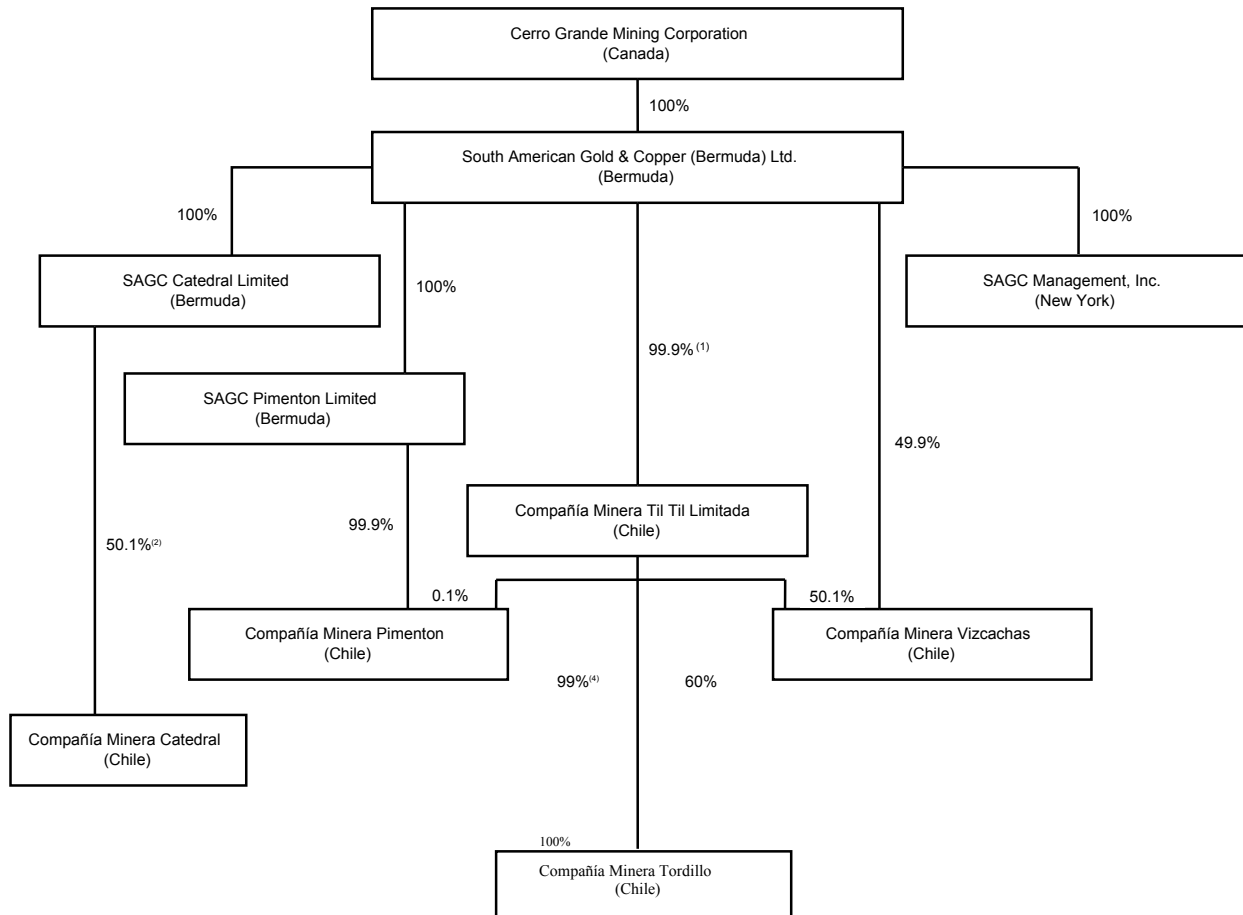 Cerro Grande Mining Corporation
(Canada)
100%
South American Gold & Copper (Bermuda) Ltd.
(Bermuda)
100%
100%
SAGC Catedral Limited
(Bermuda)
100%
SAGC Management, Inc.
(New York)
99.9% (1)
SAGC Pimenton Limited
(Bermuda)
49.9%
Compañía Minera Til Til Limitada
(Chile)
99.9%
50.1%(2)
0.1%
50.1%
Compañía Minera Pimenton
(Chile)
Compañía Minera Vizcachas
(Chile)
99%(4)
60%
Compañía Minera Catedral
(Chile)
100%
Compañía Minera Tordillo
(Chile)